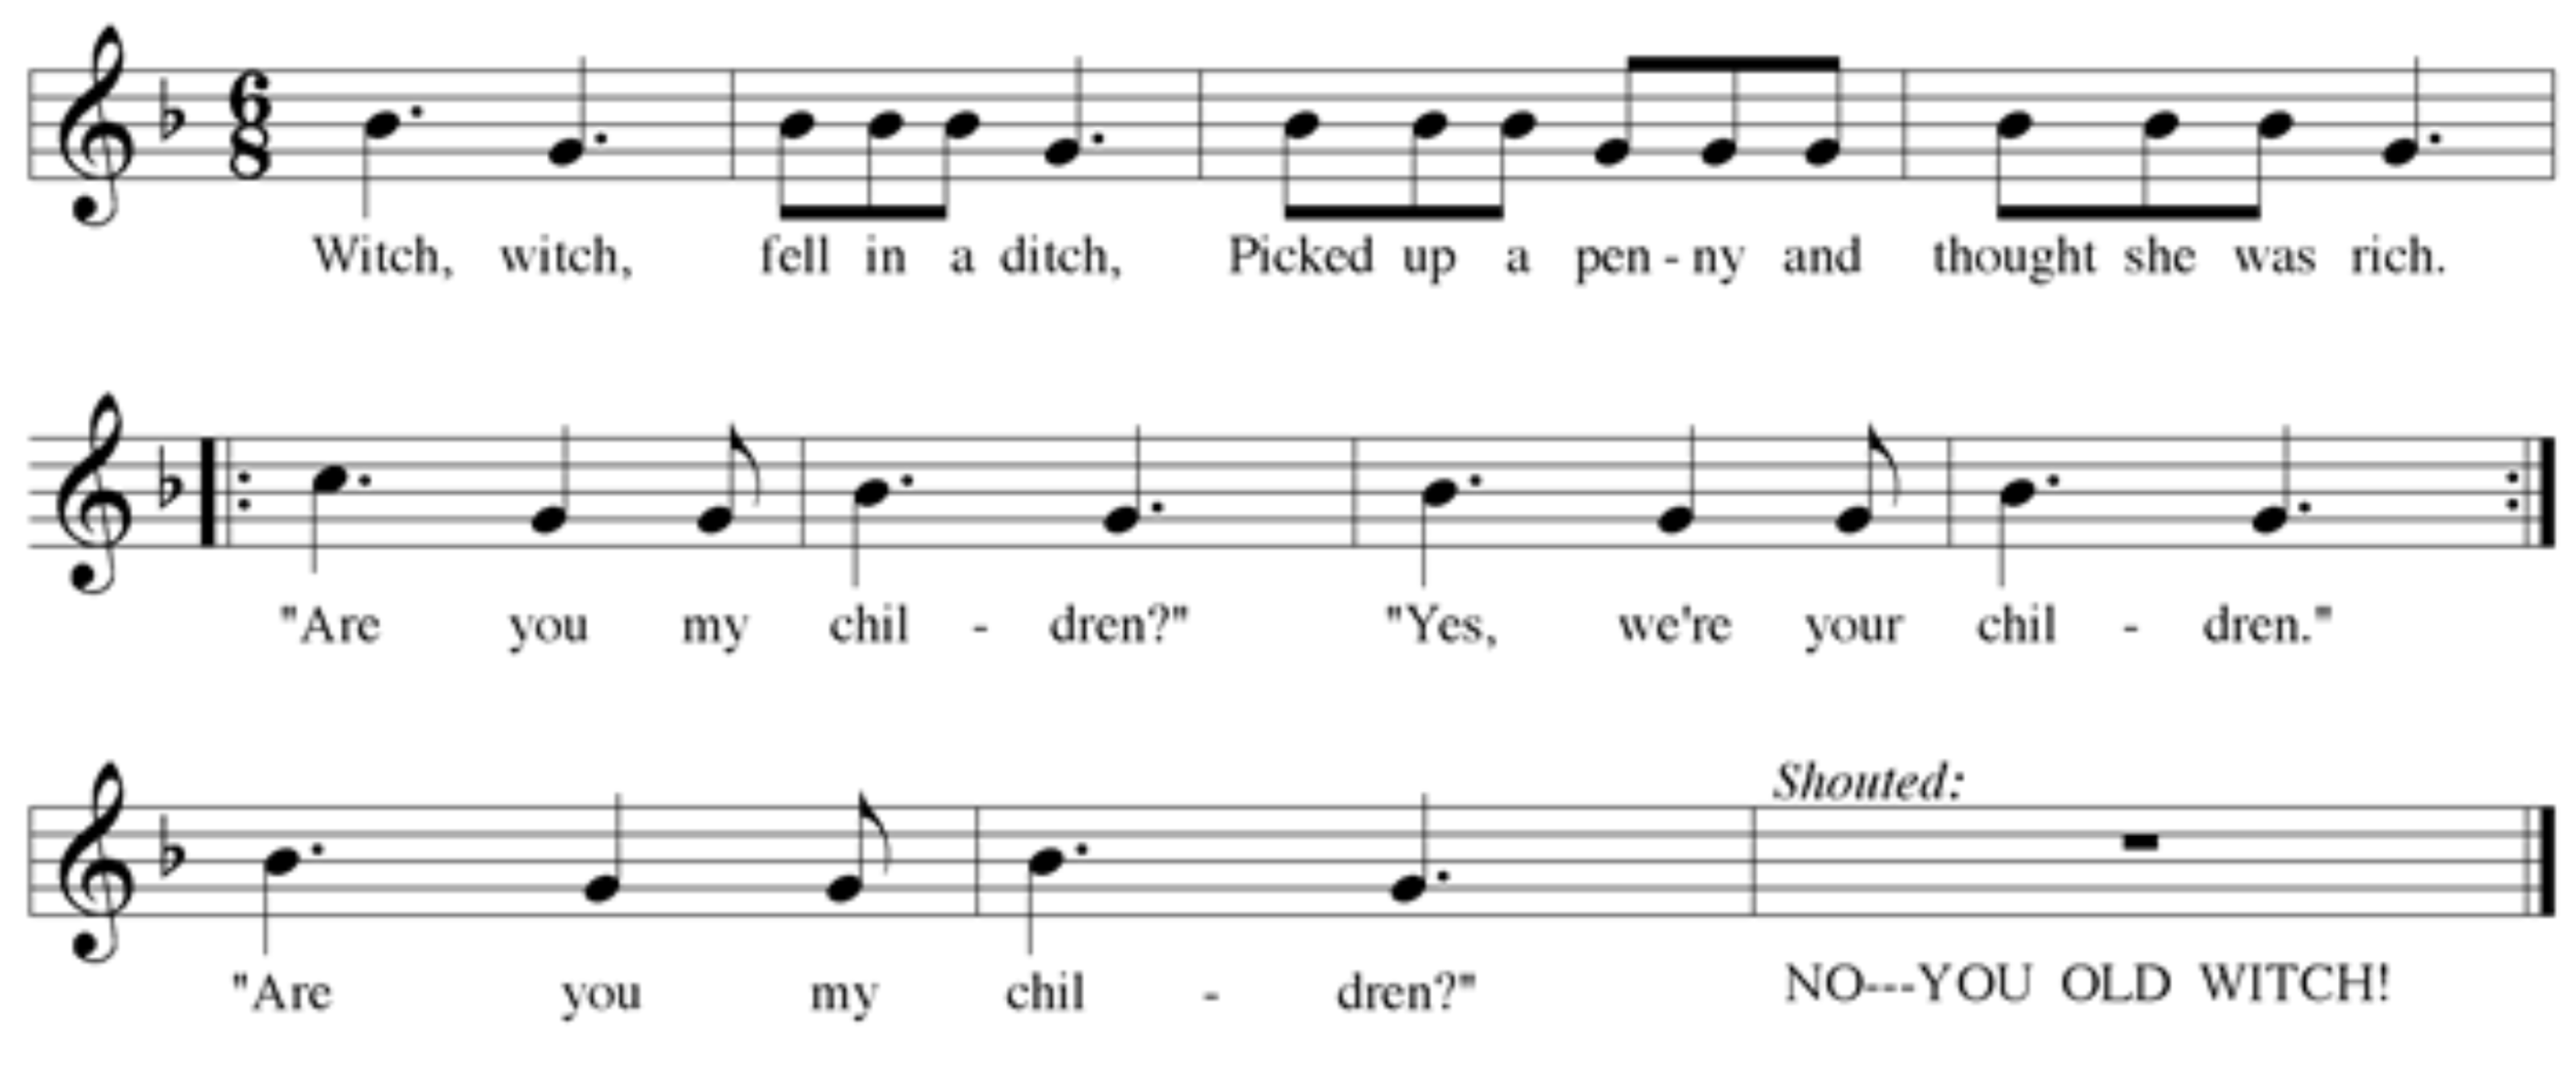 6
8
Witch, witch, fell in a ditch, Picked up a pen - ny and thought she was rich.
"Are you my chil - dren?" "Yes, we're your chil - dren."
Shouted:
"Are you my chil - dren?" NO---YOU OLD WITCH!